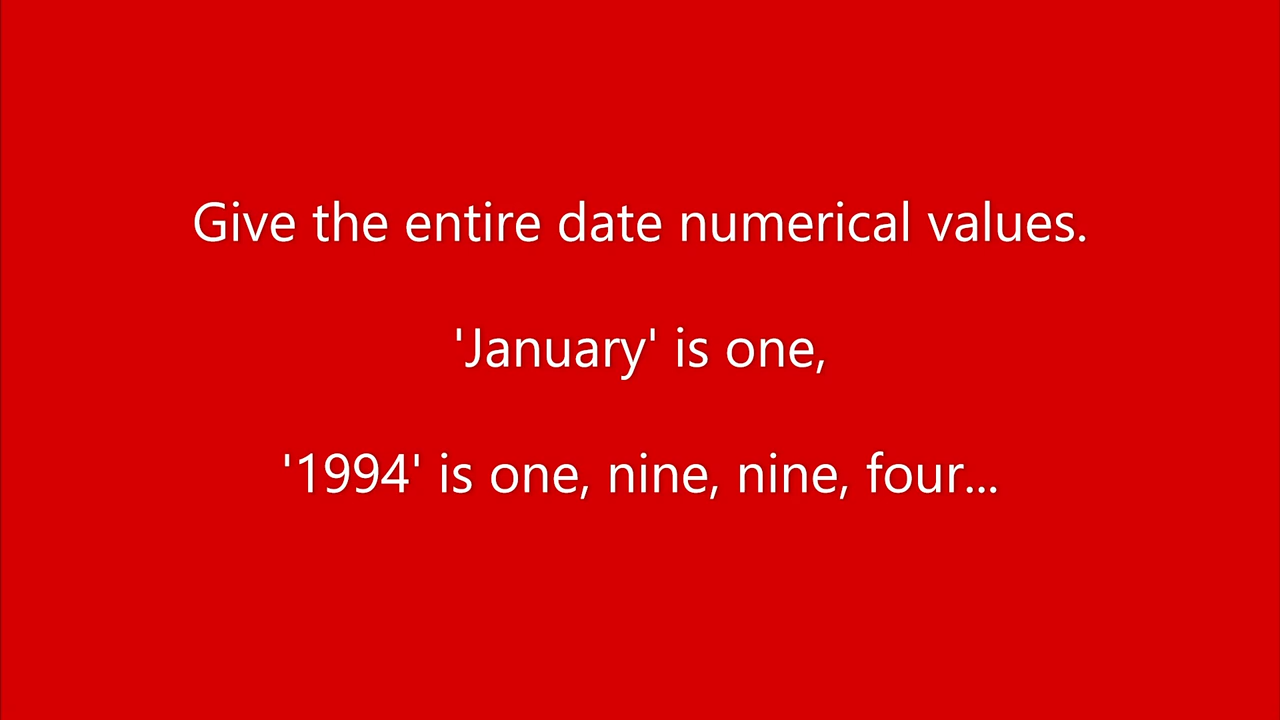 Give the entire date numerical values.
'January' is one,
'1994' is one, nine, nine, four...